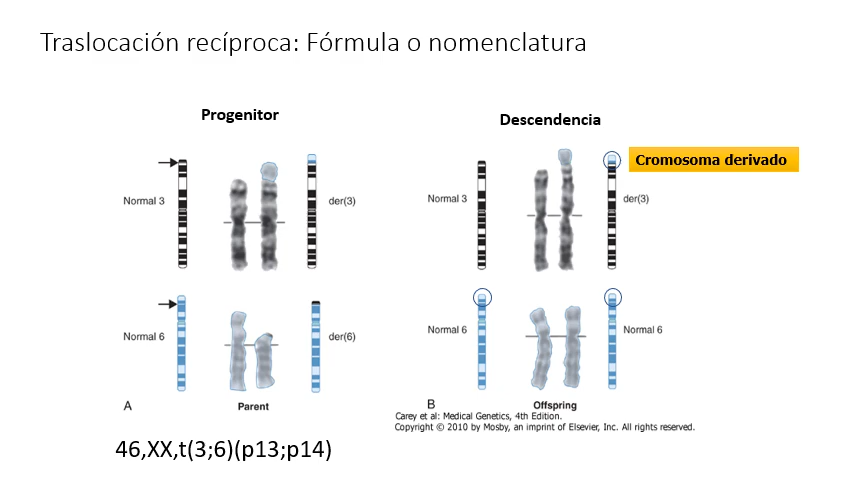 Traslocación recíproca: Fórmula o nomenclatura
Progenitor
Descendencia
Cromosoma derivado
Normal 3
der(3)
Normal 3
der(3)
Normal 6
der(6)
Normal 6
Normal 6
A
Parent
B
Offspring
Carey et al: Medical Genetics, 4th Edition.
Copyright © 2010 by Mosby, an imprint of Elsevier, Inc. All rights reserved.
46,XX,t(3;6)(p13;p14)